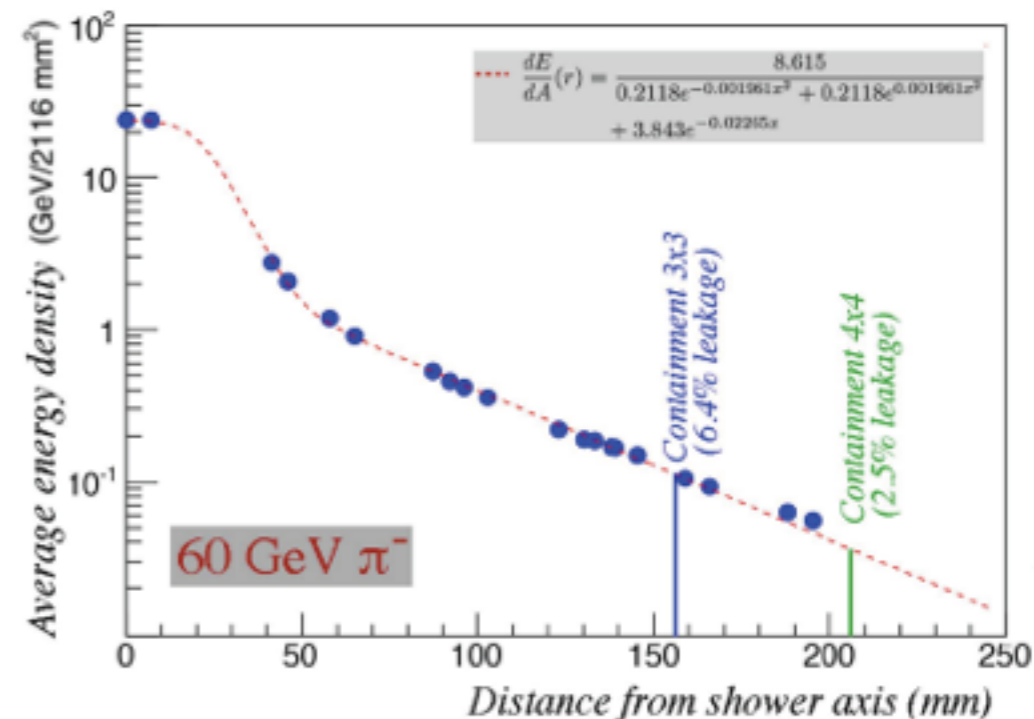 10²
10
1
10⁻¹
Average energy density (GeV/2116 mm²)
dE/dA(r) = 8.615/(0.2118e^{-0.001961x²} + 0.2118e^{0.001961x²})
+ 3.843e^{-0.02265x}
Containment 3x3
(6.4% leakage)
Containment 4x4
(2.5% leakage)
60 GeV π⁻
0 50 100 150 200 250
Distance from shower axis (mm)